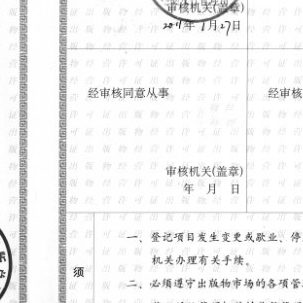 审核机关(盖章)
2011年1月27日
经审核同意从事
经审核
审核机关(盖章)
年 月 日
须
一、登记项目发生变更或歇业、停
机关办理有关手续。
二、必须遵守出版物市场的各项管